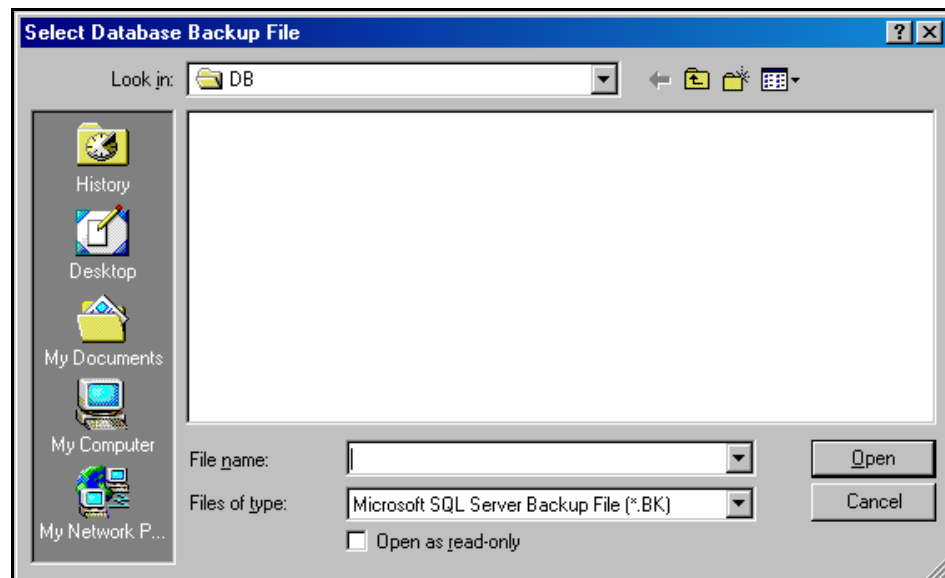 Select Database Backup File
Look in:
DB
History
Desktop
My Documents
My Computer
My Network P...
File name:
Open
Files of type:
Microsoft SQL Server Backup File (*.BK)
Cancel
Open as read-only